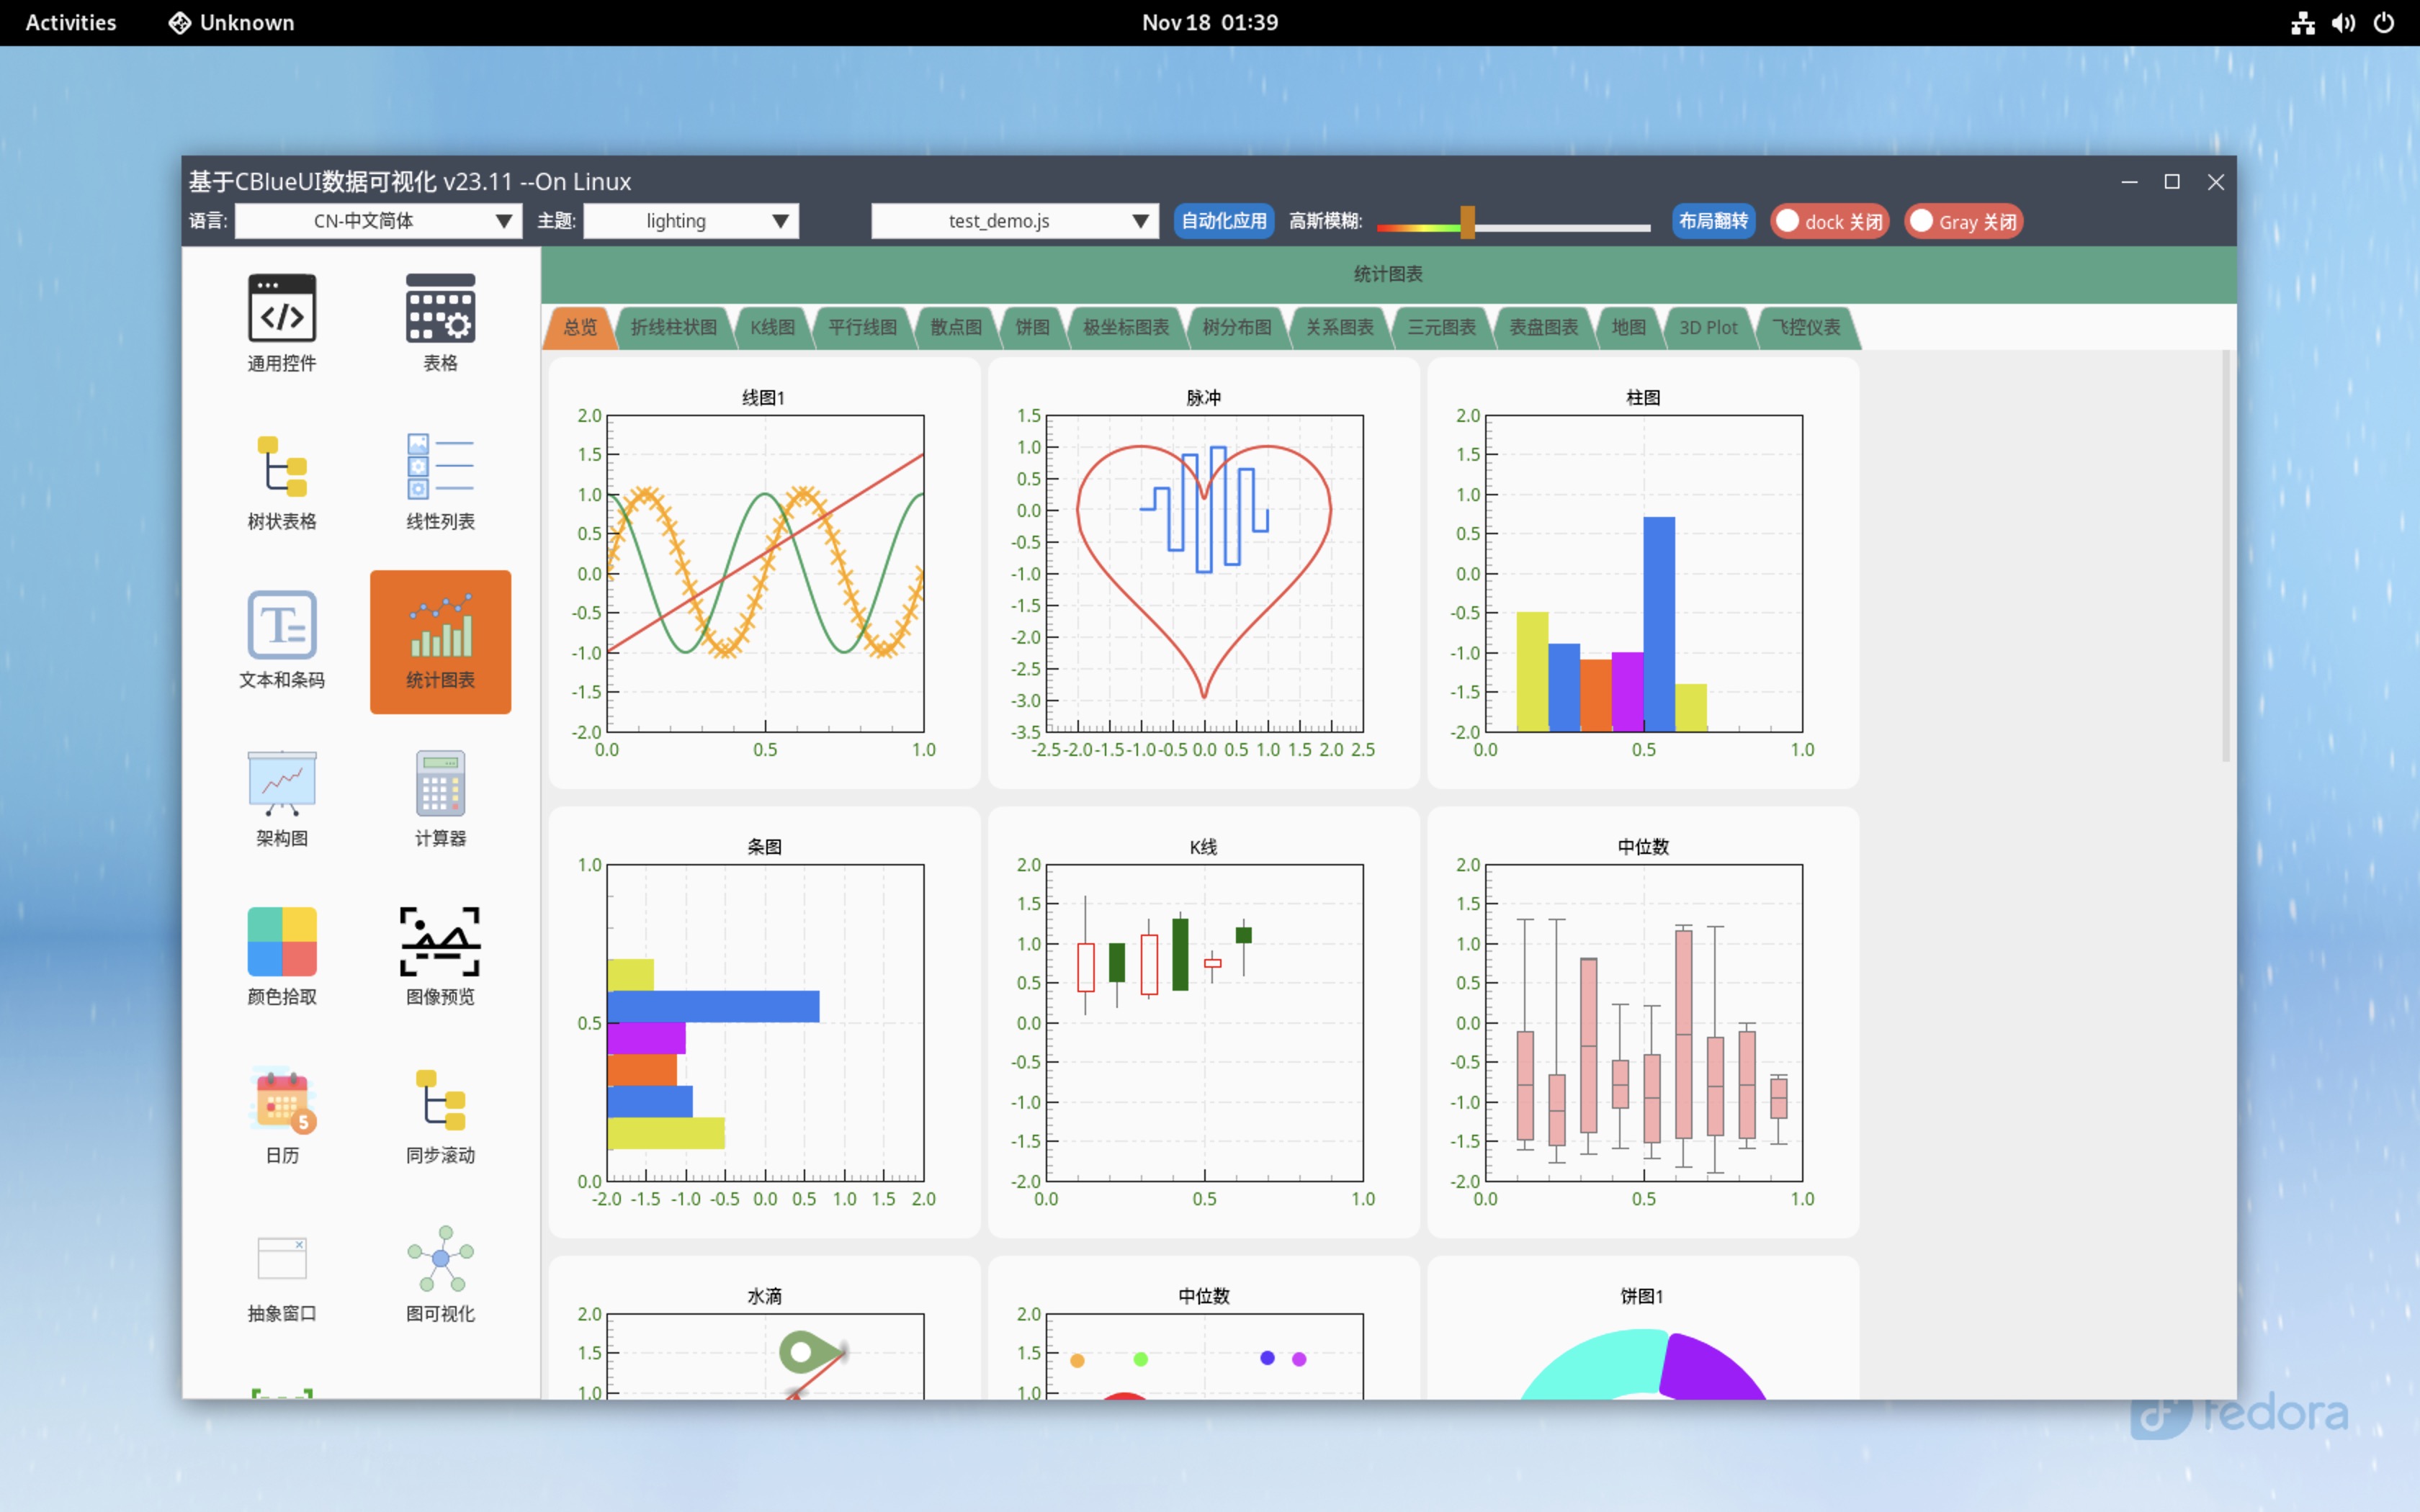 Activities Unknown Nov 18 01:39
基于CBlueUI数据可视化 v23.11 --On Linux
语言: CN-中文简体 主题: lighting test_demo.js 自动化应用 高斯模糊: 布局翻转 dock 关闭 Gray 关闭
通用控件 表格
树状表格 线性列表
文本和条码 统计图表
架构图 计算器
颜色拾取 图像预览
5
日历 同步滚动
抽象窗口 图可视化
统计图表
总览 折线柱状图 K线图 平行线图 散点图 饼图 极坐标图表 树分布图 关系图表 三元图表 表盘图表 地图 3D Plot 飞控仪表
线图1
2.0
1.5
1.0
0.5
0.0
-0.5
-1.0
-1.5
-2.0
0.0 0.5 1.0
脉冲
1.5
1.0
0.5
0.0
-0.5
-1.0
-1.5
-2.0
-2.5
-3.0
-3.5
-2.5 -2.0 -1.5 -1.0 -0.5 0.0 0.5 1.0 1.5 2.0 2.5
柱图
2.0
1.5
1.0
0.5
0.0
-0.5
-1.0
-1.5
-2.0
0.0 0.5 1.0
条图
1.0
0.5
0.0
-2.0 -1.5 -1.0 -0.5 0.0 0.5 1.0 1.5 2.0
K线
2.0
1.5
1.0
0.5
0.0
-0.5
-1.0
-1.5
-2.0
0.0 0.5 1.0
中位数
2.0
1.5
1.0
0.5
0.0
-0.5
-1.0
-1.5
-2.0
0.0 0.5 1.0
水滴
2.0
1.5
1.0
中位数
2.0
1.5
1.0
饼图1
fedora